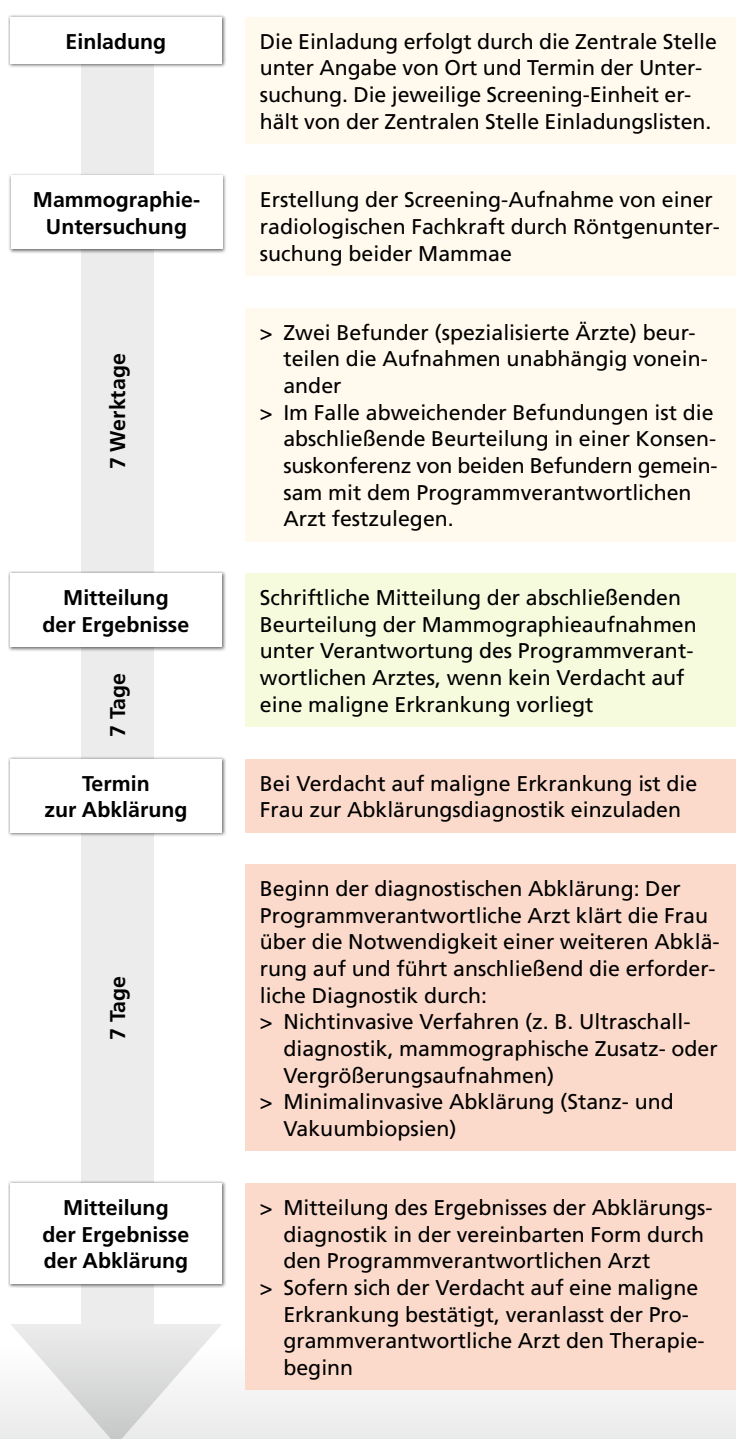 Einladung
Die Einladung erfolgt durch die Zentrale Stelle
unter Angabe von Ort und Termin der Unter-
suchung. Die jeweilige Screening-Einheit er-
hält von der Zentralen Stelle Einladungslisten.
Mammographie-
Untersuchung
Erstellung der Screening-Aufnahme von einer
radiologischen Fachkraft durch Röntgenunter-
suchung beider Mammae
7 Werktage
> Zwei Befunder (spezialisierte Ärzte) beur-
teilen die Aufnahmen unabhängig vonein-
ander
> Im Falle abweichender Befundungen ist die
abschließende Beurteilung in einer Konsen-
suskonferenz von beiden Befundern gemein-
sam mit dem Programmverantwortlichen
Arzt festzulegen.
Mitteilung
der Ergebnisse
Schriftliche Mitteilung der abschließenden
Beurteilung der Mammographieaufnahmen
unter Verantwortung des Programmverant-
wortlichen Arztes, wenn kein Verdacht auf
eine maligne Erkrankung vorliegt
7 Tage
Termin
zur Abklärung
Bei Verdacht auf maligne Erkrankung ist die
Frau zur Abklärungsdiagnostik einzuladen
7 Tage
Beginn der diagnostischen Abklärung: Der
Programmverantwortliche Arzt klärt die Frau
über die Notwendigkeit einer weiteren Abklä-
rung auf und führt anschließend die erforder-
liche Diagnostik durch:
> Nichtinvasive Verfahren (z. B. Ultraschall-
diagnostik, mammographische Zusatz- oder
Vergrößerungsaufnahmen)
> Minimalinvasive Abklärung (Stanz- und
Vakuumbiopsien)
Mitteilung
der Ergebnisse
der Abklärung
> Mitteilung des Ergebnisses der Abklärungs-
diagnostik in der vereinbarten Form durch
den Programmverantwortlichen Arzt
> Sofern sich der Verdacht auf eine maligne
Erkrankung bestätigt, veranlasst der Pro-
grammverantwortliche Arzt den Therapie-
beginn